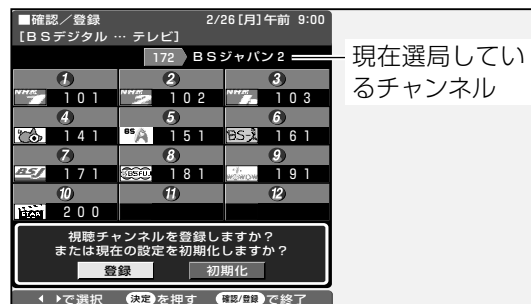 ■確認／登録 2/26[月]午前 9:00
[BSデジタル … テレビ]
172 BSジャパン2
現在選局してい
るチャンネル
1 2 3
101 102 103
4 5 6
141 BS 151 BS-i 161
7 8 9
BSJ 171 181 WOWOW 191
10 11 12
STAR 200
視聴チャンネルを登録しますか？
または現在の設定を初期化しますか？
登録 初期化
で選択 決定を押す 確認/登録で終了